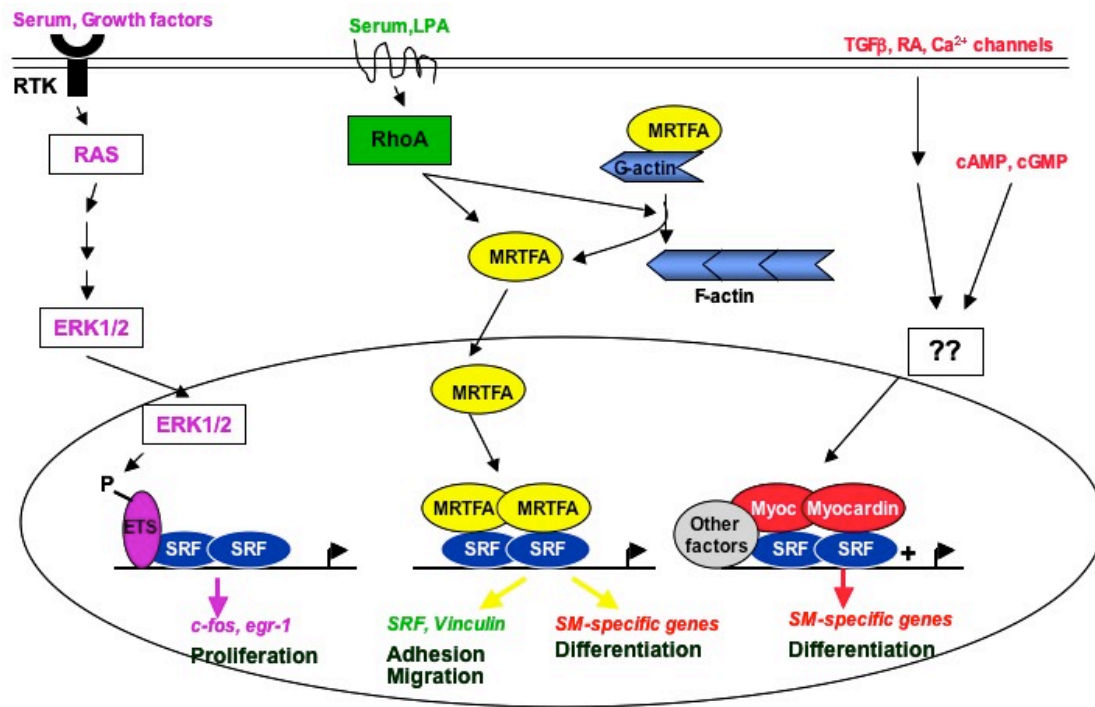 Serum, Growth factors
Serum,LPA
TGFβ, RA, Ca²⁺ channels
RTK
RAS
RhoA
MRTFA
G-actin
cAMP, cGMP
MRTFA
F-actin
ERK1/2
??
MRTFA
ERK1/2
P
ETS
SRF SRF
MRTFA MRTFA
SRF SRF
Other
factors
Myoc Myocardin
SRF SRF +
c-fos, egr-1
Proliferation
SRF, Vinculin
Adhesion
Migration
SM-specific genes
Differentiation
SM-specific genes
Differentiation